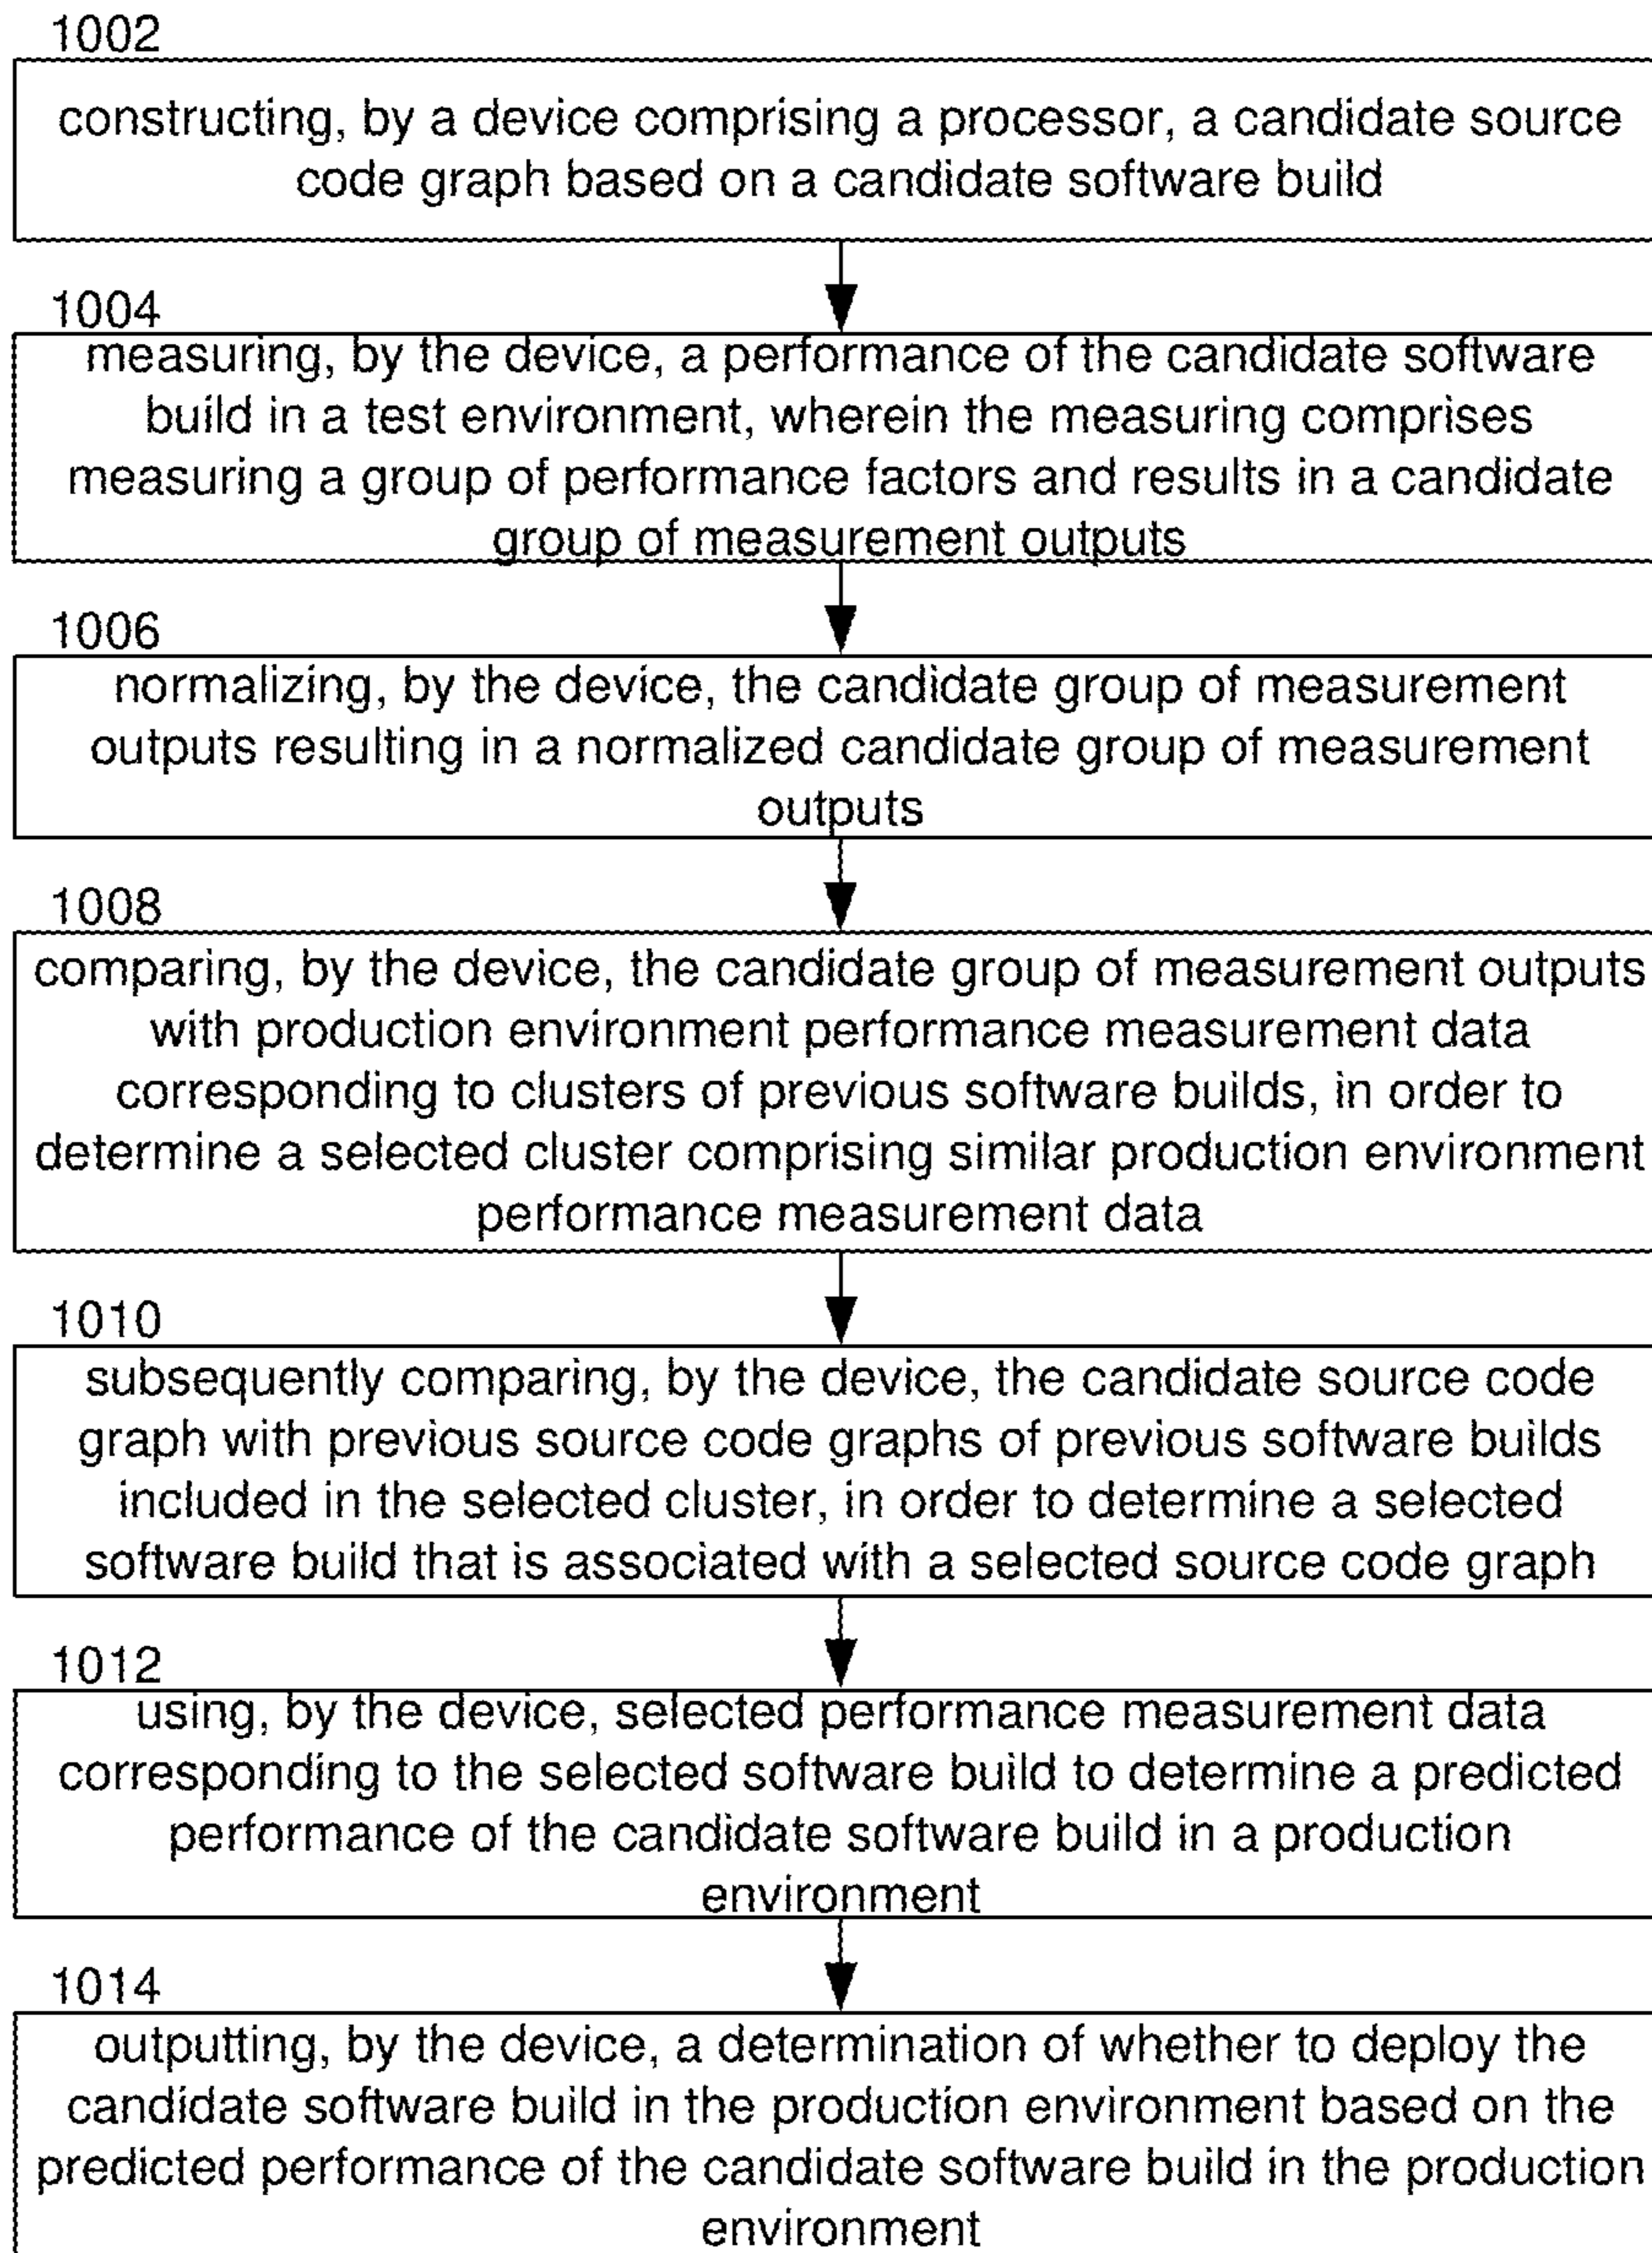 1002
constructing, by a device comprising a processor, a candidate source
code graph based on a candidate software build
1004
measuring, by the device, a performance of the candidate software
build in a test environment, wherein the measuring comprises
measuring a group of performance factors and results in a candidate
group of measurement outputs
1006
normalizing, by the device, the candidate group of measurement
outputs resulting in a normalized candidate group of measurement
outputs
1008
comparing, by the device, the candidate group of measurement outputs
with production environment performance measurement data
corresponding to clusters of previous software builds, in order to
determine a selected cluster comprising similar production environment
performance measurement data
1010
subsequently comparing, by the device, the candidate source code
graph with previous source code graphs of previous software builds
included in the selected cluster, in order to determine a selected
software build that is associated with a selected source code graph
1012
using, by the device, selected performance measurement data
corresponding to the selected software build to determine a predicted
performance of the candidate software build in a production
environment
1014
outputting, by the device, a determination of whether to deploy the
candidate software build in the production environment based on the
predicted performance of the candidate software build in the production
environment